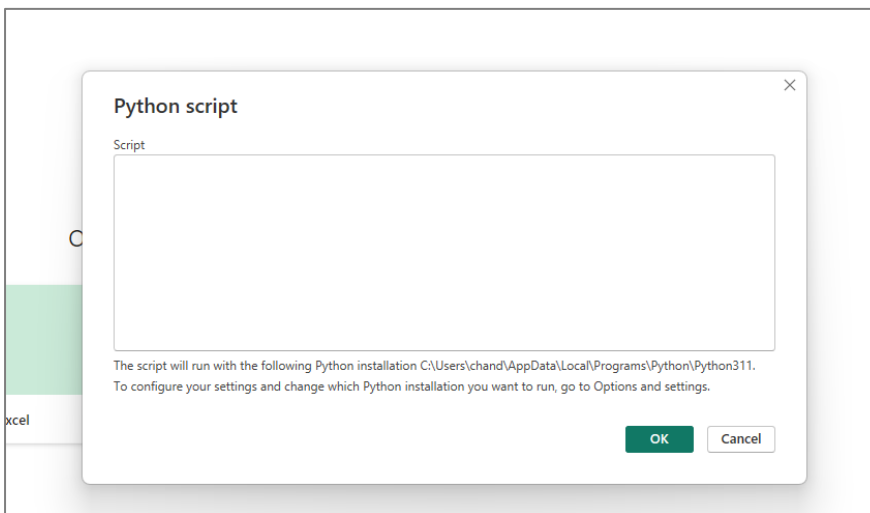 Python script
Script
The script will run with the following Python installation C:\Users\chand\AppData\Local\Programs\Python\Python311.
To configure your settings and change which Python installation you want to run, go to Options and settings.
OK
Cancel
xcel